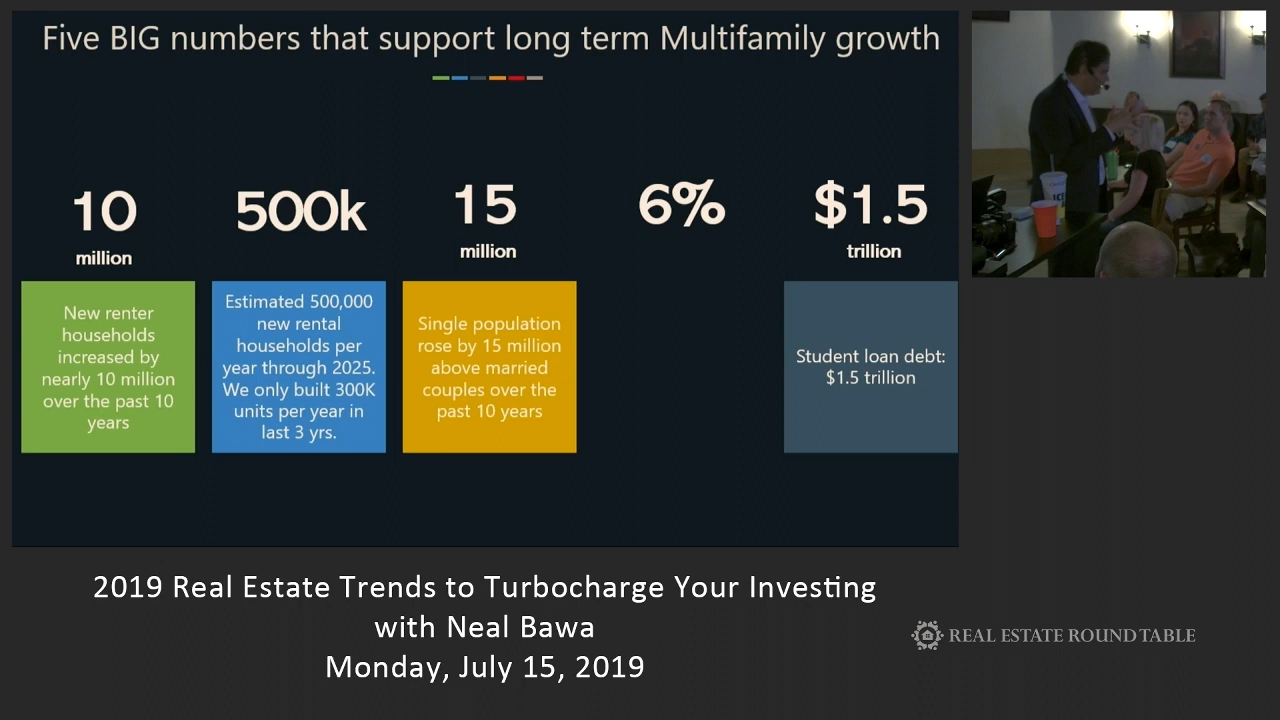 Five BIG numbers that support long term Multifamily growth
10
million
New renter
households
increased by
nearly 10 million
over the past 10
years
500k
Estimated 500,000
new rental
households per
year through 2025.
We only built 300K
units per year in
last 3 yrs.
15
million
Single population
rose by 15 million
above married
couples over the
past 10 years
6%
$1.5
trillion
Student loan debt:
$1.5 trillion
ICE
2019 Real Estate Trends to Turbocharge Your Investing
with Neal Bawa
Monday, July 15, 2019
REAL ESTATE ROUND TABLE